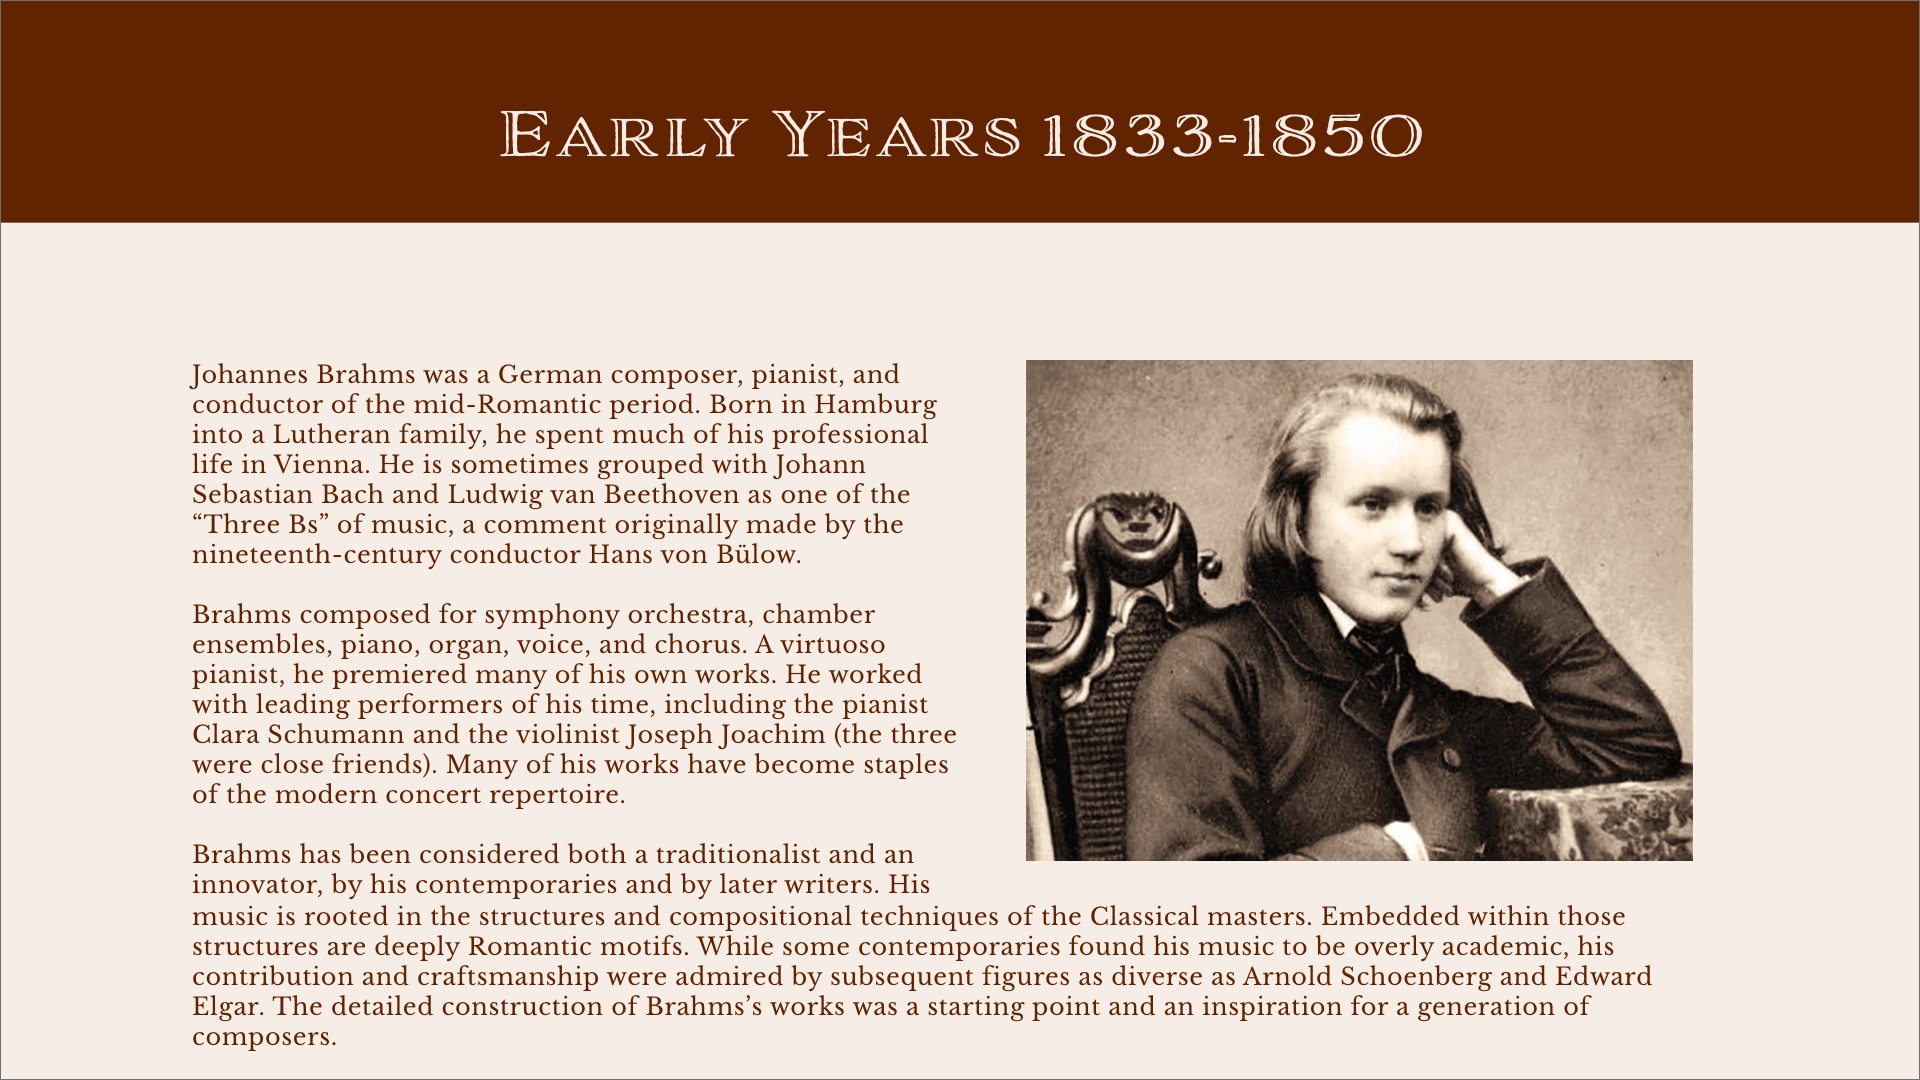 Early Years 1833-1850
Johannes Brahms was a German composer, pianist, and
conductor of the mid-Romantic period. Born in Hamburg
into a Lutheran family, he spent much of his professional
life in Vienna. He is sometimes grouped with Johann
Sebastian Bach and Ludwig van Beethoven as one of the
“Three Bs” of music, a comment originally made by the
nineteenth-century conductor Hans von Bülow.
Brahms composed for symphony orchestra, chamber
ensembles, piano, organ, voice, and chorus. A virtuoso
pianist, he premiered many of his own works. He worked
with leading performers of his time, including the pianist
Clara Schumann and the violinist Joseph Joachim (the three
were close friends). Many of his works have become staples
of the modern concert repertoire.
Brahms has been considered both a traditionalist and an
innovator, by his contemporaries and by later writers. His
music is rooted in the structures and compositional techniques of the Classical masters. Embedded within those
structures are deeply Romantic motifs. While some contemporaries found his music to be overly academic, his
contribution and craftsmanship were admired by subsequent figures as diverse as Arnold Schoenberg and Edward
Elgar. The detailed construction of Brahms’s works was a starting point and an inspiration for a generation of
composers.